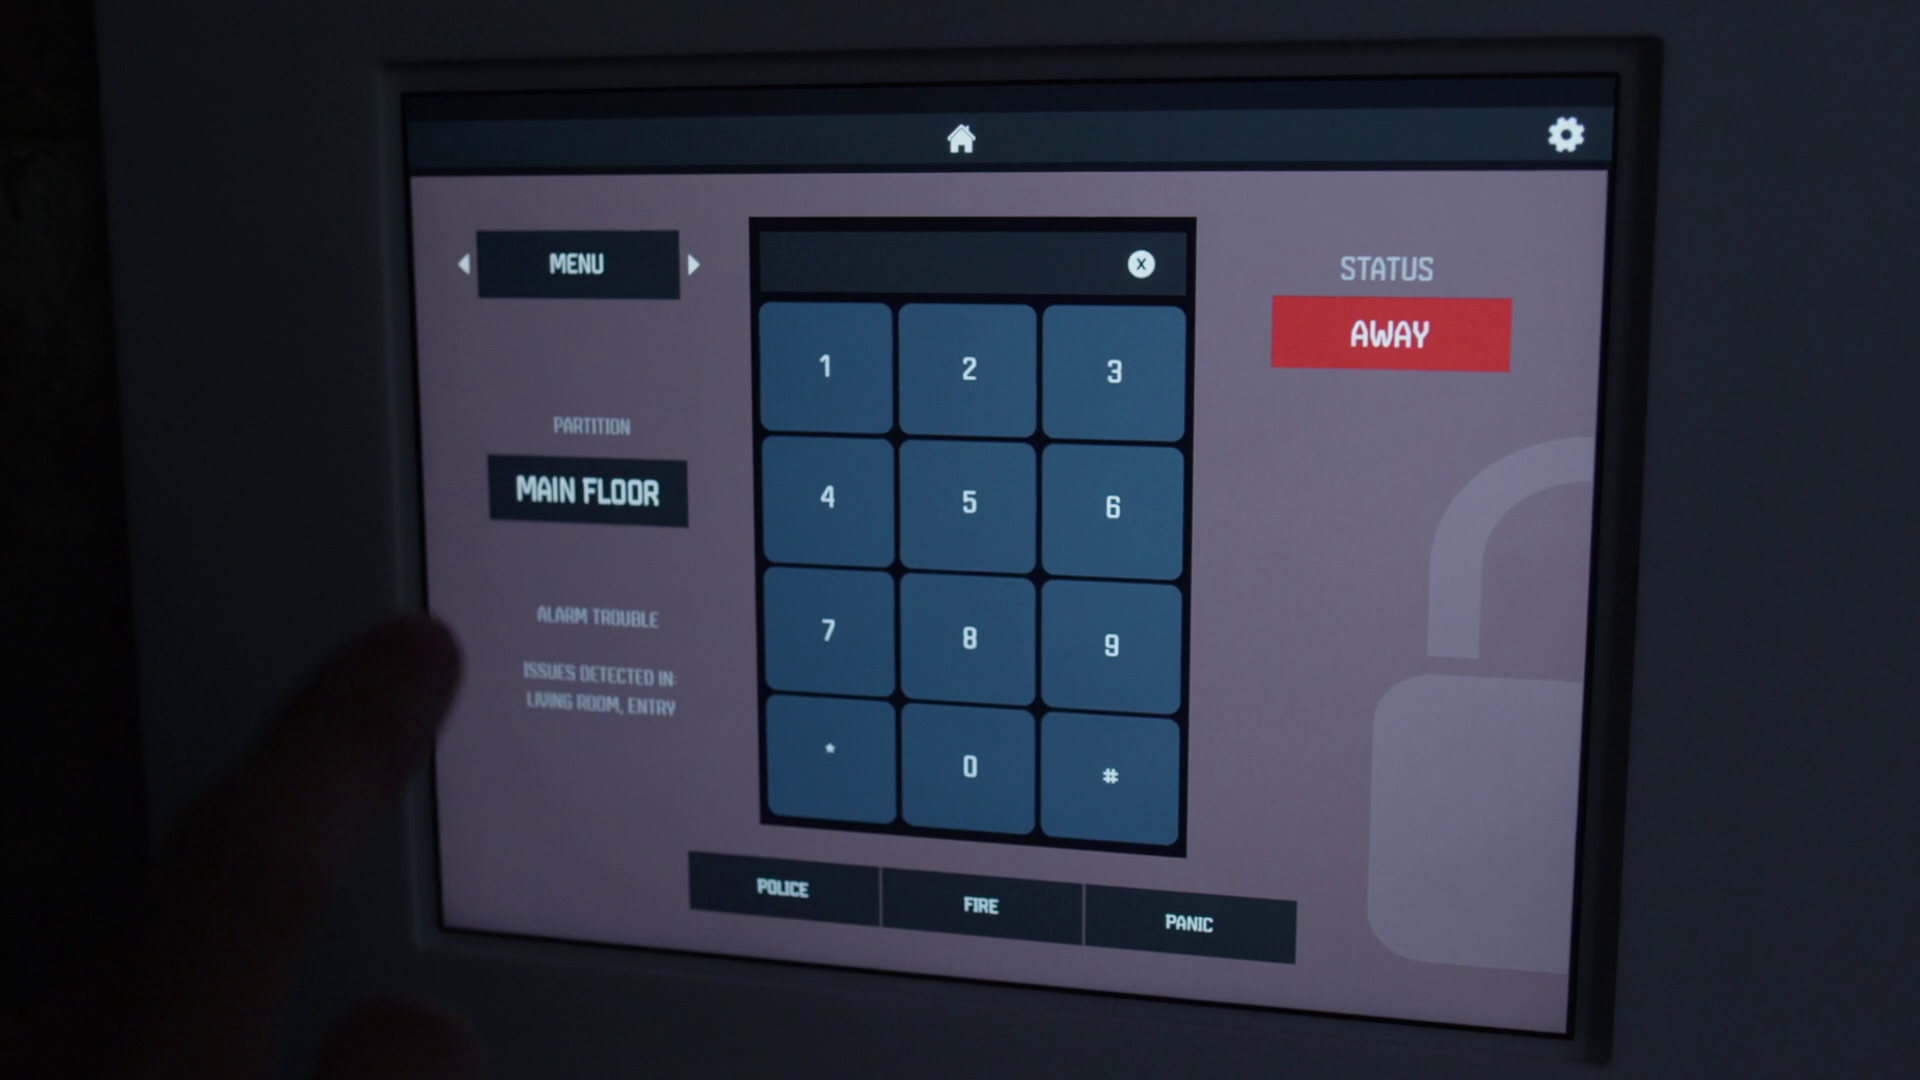 MENU
X
STATUS
AWAY
PARTITION
MAIN FLOOR
ALARM TROUBLE
ISSUES DETECTED IN:
LIVING ROOM, ENTRY
1 2 3
4 5 6
7 8 9
* 0 #
POLICE FIRE PANIC